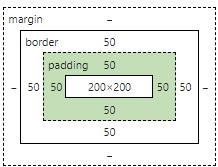 margin –
border 50
padding 50
– 50 50 200×200 50 50 –
50
50
–